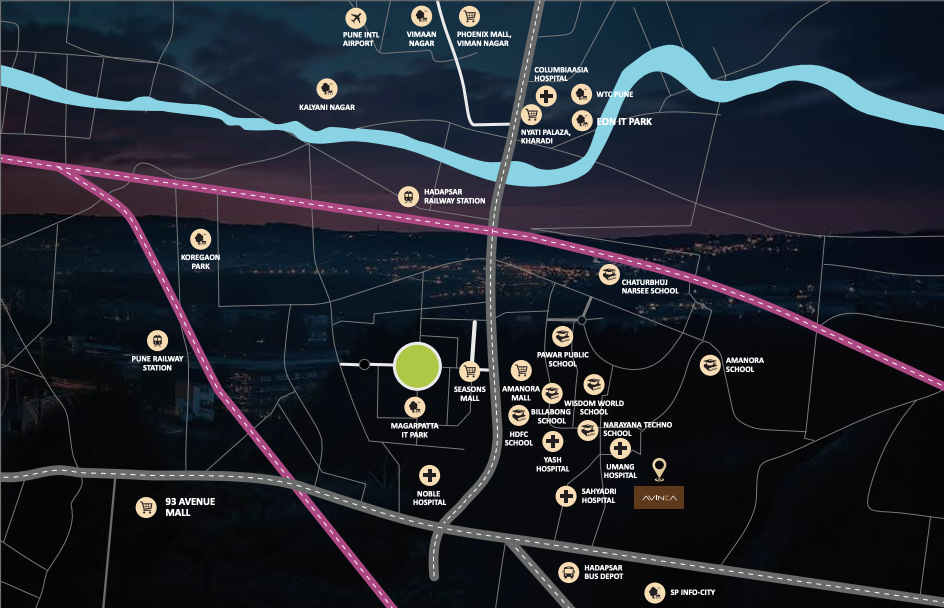 PUNE INTL
AIRPORT
VIMAAN
NAGAR
PHOENIX MALL,
VIMAN NAGAR
COLUMBIAASIA
HOSPITAL
WTC PUNE
KALYANI NAGAR
EON IT PARK
NYATI PALAZA,
KHARADI
HADAPSAR
RAILWAY STATION
KOREGAON
PARK
CHATURBHUJ
NARSEE SCHOOL
PUNE RAILWAY
STATION
PAWAR PUBLIC
SCHOOL
AMANORA
SCHOOL
SEASONS
MALL
AMANORA
MALL
WISDOM WORLD
SCHOOL
BILLABONG
SCHOOL
MAGARPATTA
IT PARK
HDFC
SCHOOL
NARAYANA TECHNO
SCHOOL
YASH
HOSPITAL
UMANG
HOSPITAL
NOBLE
HOSPITAL
SAHYADRI
HOSPITAL
AVINEA
93 AVENUE
MALL
HADAPSAR
BUS DEPOT
SP INFO-CITY